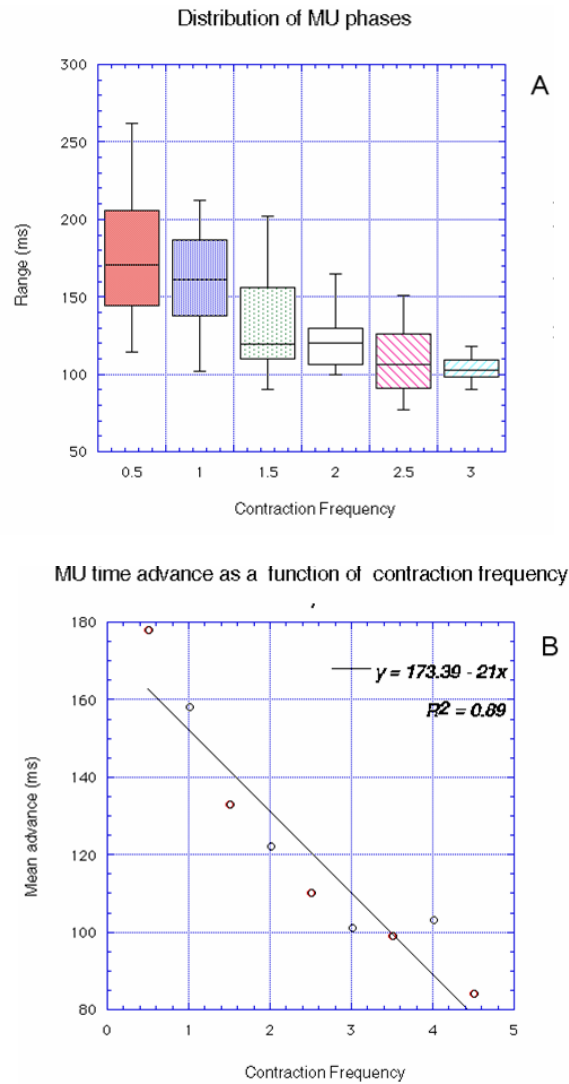 Distribution of MU phases
A
300
250
200
150
100
50
Range (ms)
0.5 1 1.5 2 2.5 3
Contraction Frequency
MU time advance as a function of contraction frequency
B
y = 173.39 - 21x
R2 = 0.89
180
160
140
120
100
80
Mean advance (ms)
0 1 2 3 4 5
Contraction Frequency